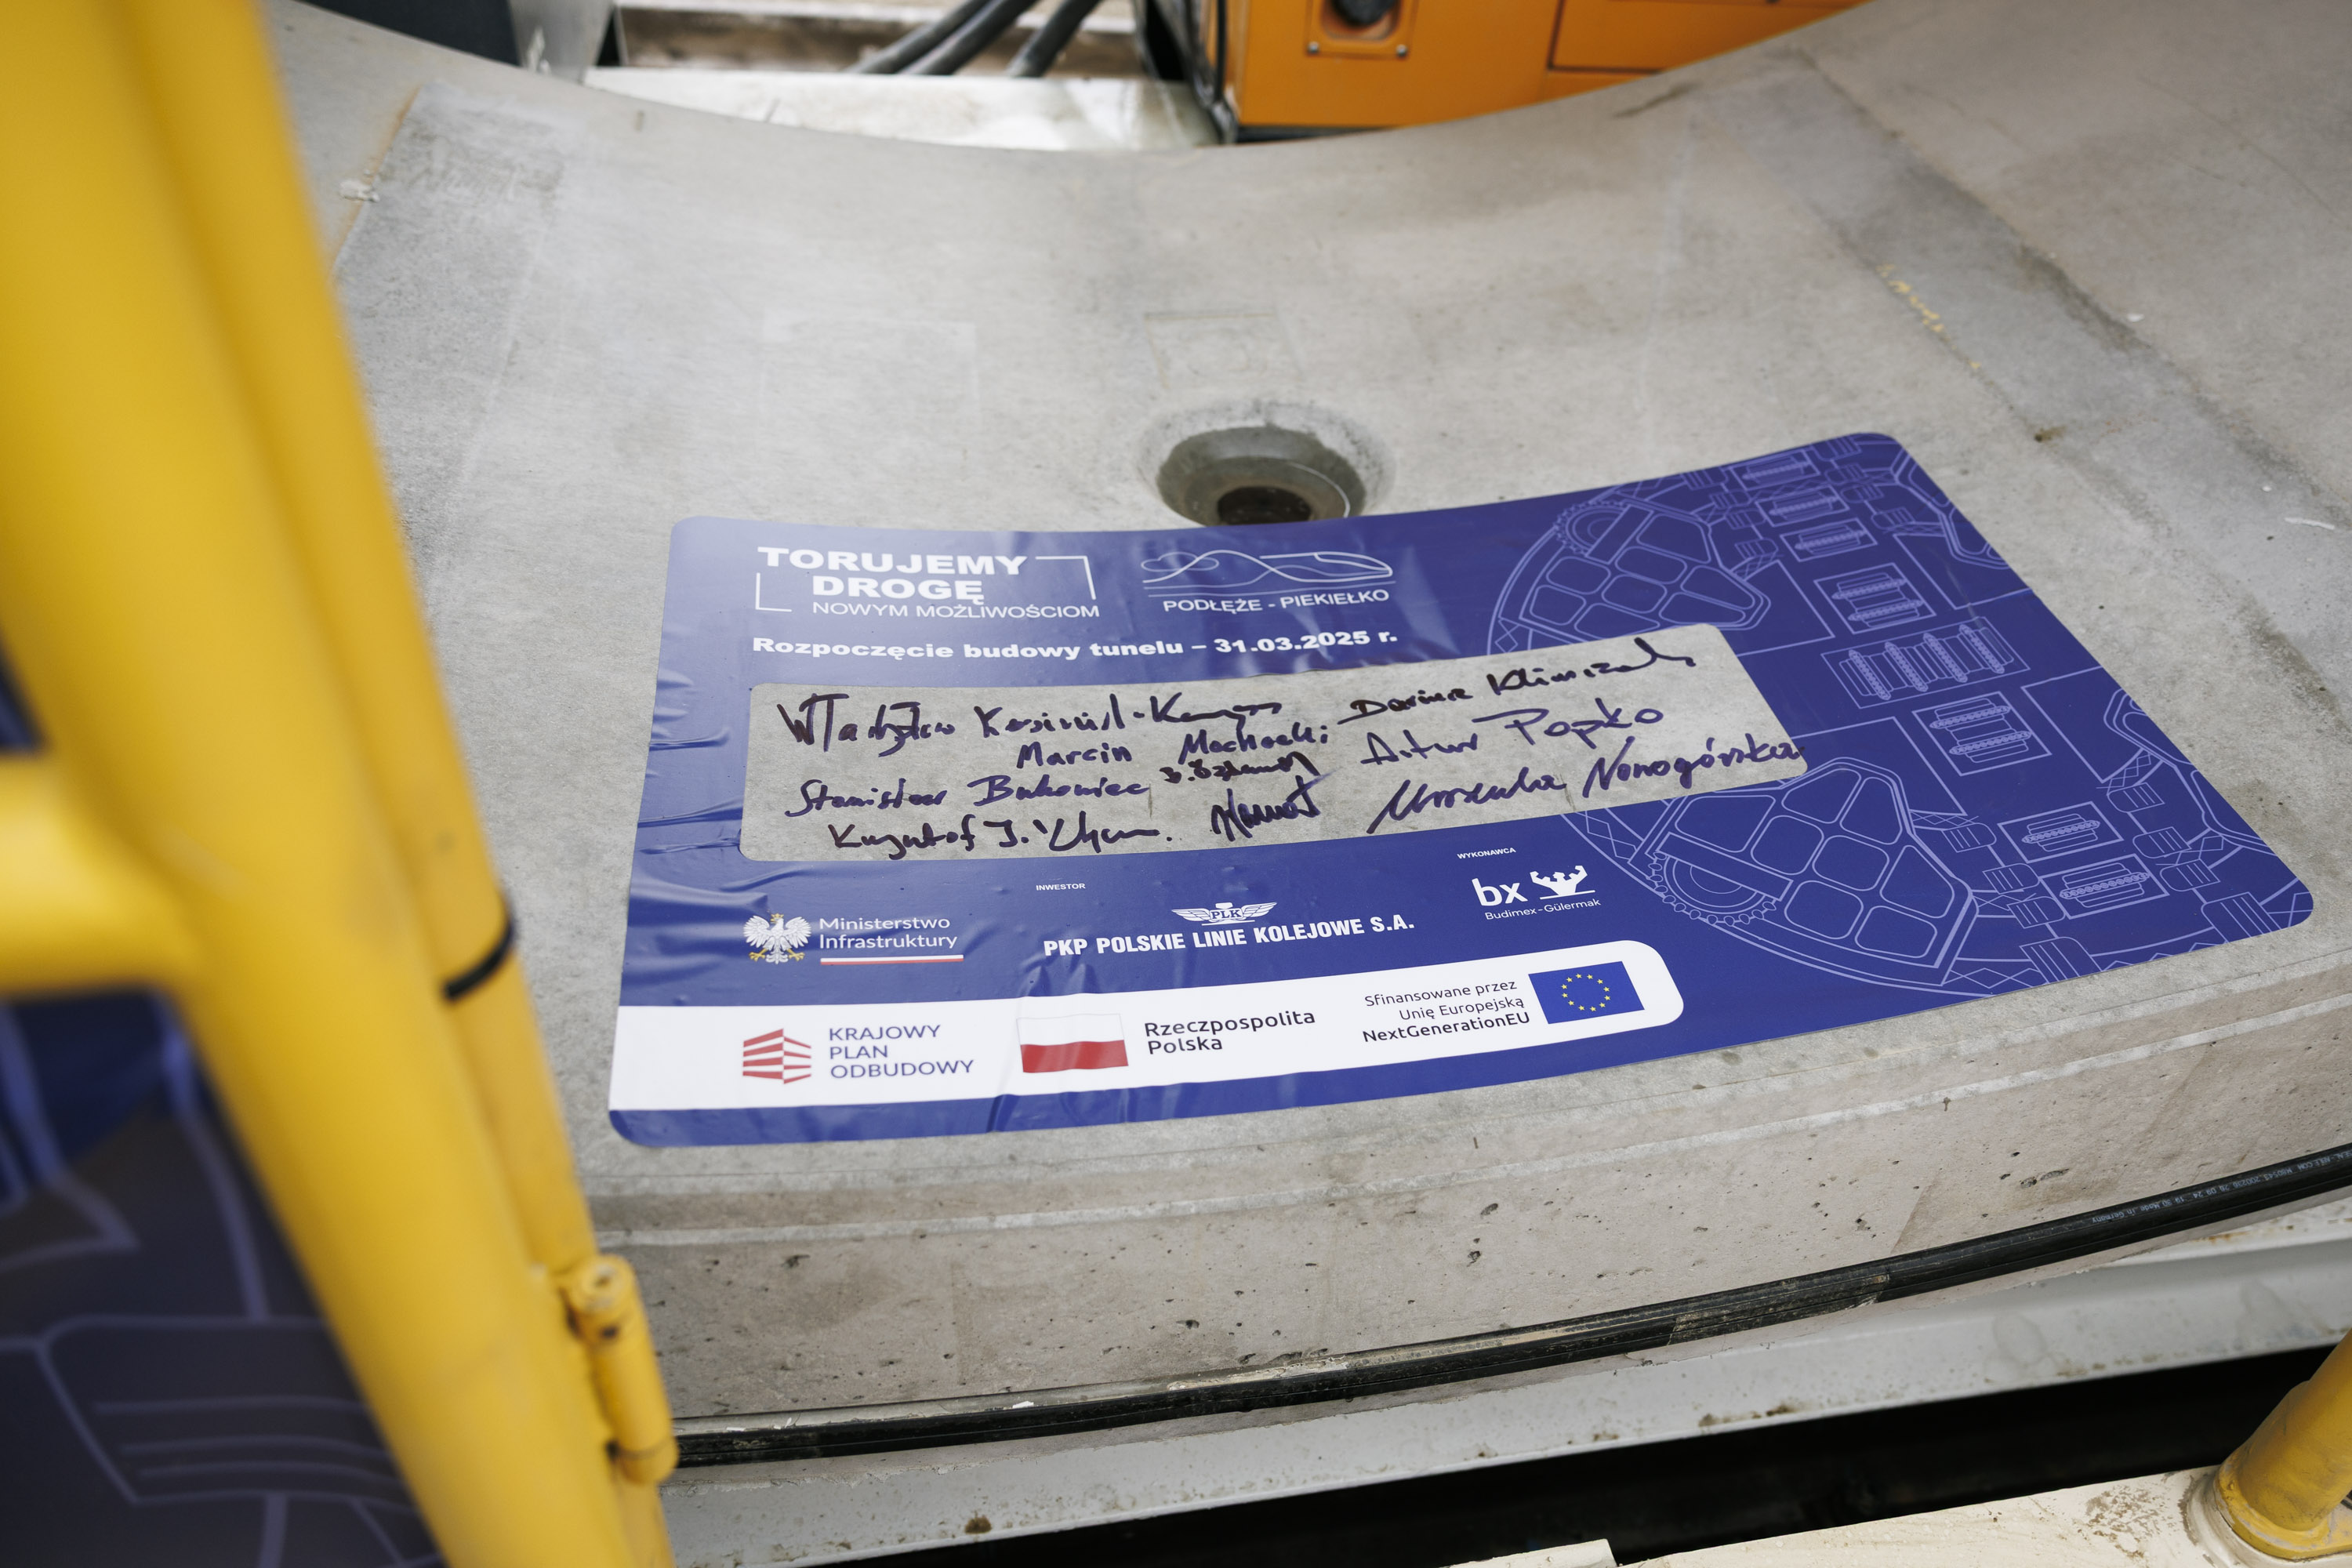 TORUJEMY
DROGĘ
NOWYM MOŻLIWOŚCIOM
PODŁĘŻE - PIEKIEŁKO
Rozpoczęcie budowy tunelu – 31.03.2025 r.
Władysław Kosiniak-Kamysz Dariusz Klimczak
Marcin Mochocki Artur Popko
Stanisław Bukowiec
Krzysztof J. Urszula Nowogórska
INWESTOR
WYKONAWCA
Ministerstwo
Infrastruktury
PLK
PKP POLSKIE LINIE KOLEJOWE S.A.
bx
Budimex-Gülermak
KRAJOWY
PLAN
ODBUDOWY
Rzeczpospolita
Polska
Sfinansowane przez
Unię Europejską
NextGenerationEU